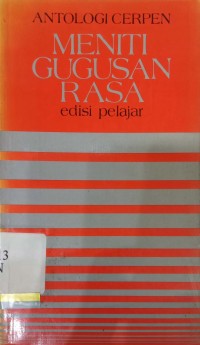 ANTOLOGI CERPEN
MENITI
GUGUSAN
RASA
edisi pelajar
3
N